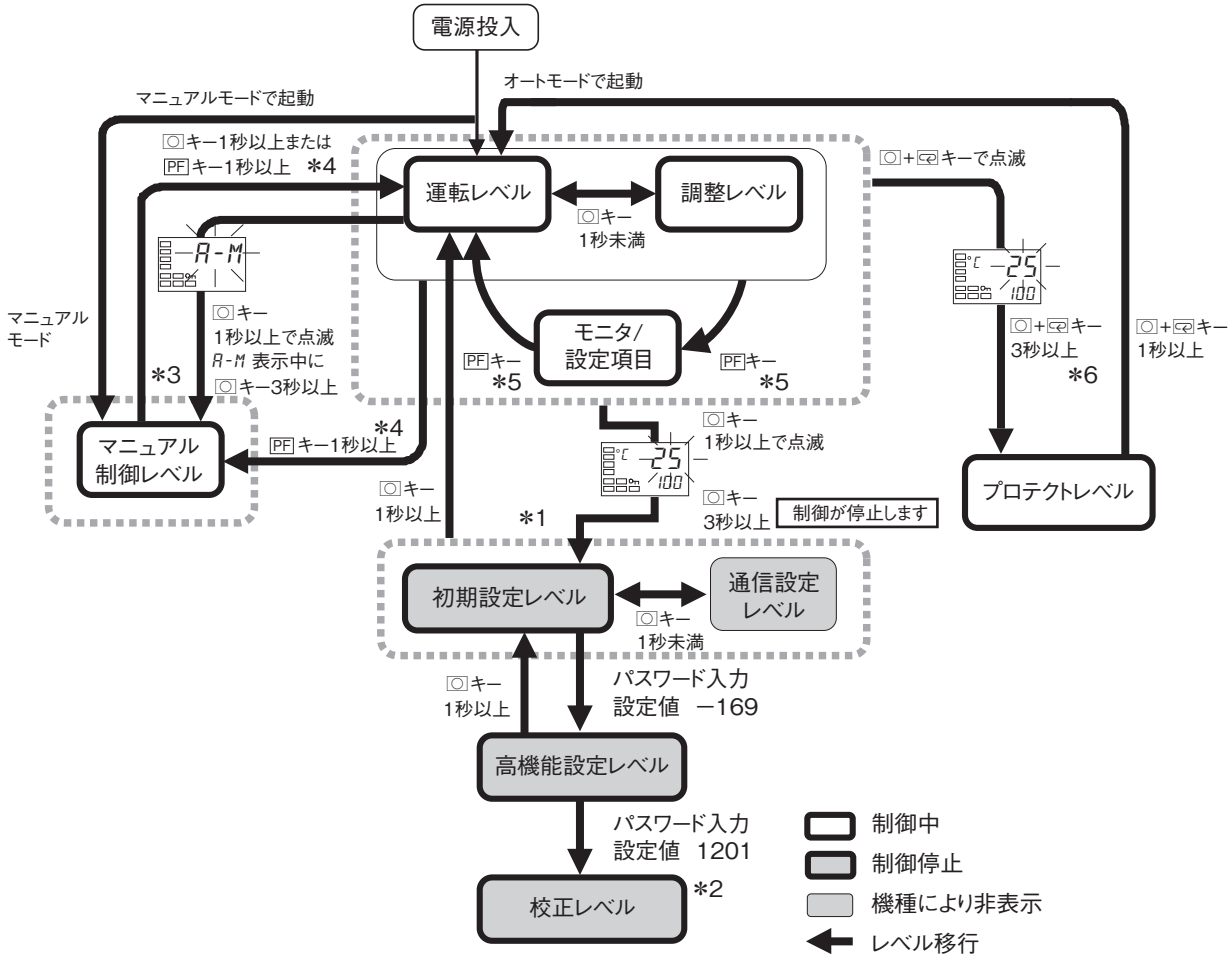 電源投入
オートモードで起動
マニュアルモードで起動
キー1秒以上または
PFキー1秒以上 *4
運転レベル
調整レベル
キー
1秒未満
+キーで点滅
A-M
°C
25
100
マニュアル
モード
キー
1秒以上で点滅
A-M 表示中に
キー3秒以上
*3
モニタ/
設定項目
PFキー
*5
PFキー
*5
+キー
3秒以上
*6
+キー
1秒以上
マニュアル
制御レベル
*4
PFキー1秒以上
キー
1秒以上で点滅
°C
25
100
プロテクトレベル
キー
1秒以上
*1
キー
3秒以上
制御が停止します
初期設定レベル
通信設定
レベル
キー
1秒未満
キー
1秒以上
パスワード入力
設定値 −169
高機能設定レベル
パスワード入力
設定値 1201
校正レベル
*2
制御中
制御停止
機種により非表示
レベル移行